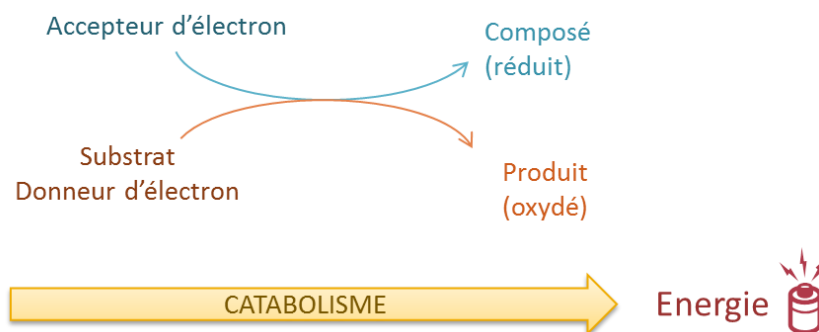 Accepteur d’électron
Composé
(réduit)
Substrat
Donneur d’électron
Produit
(oxydé)
CATABOLISME
Energie